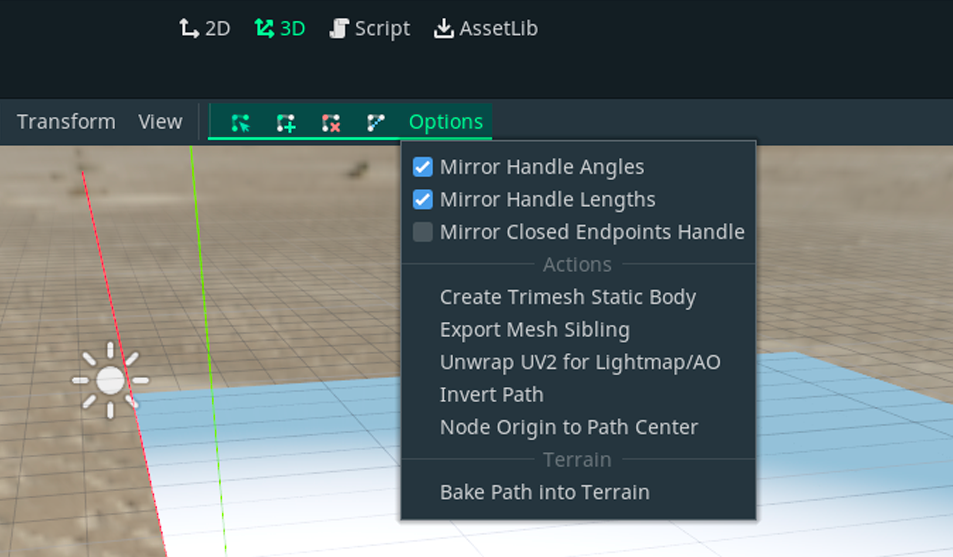 2D 3D Script AssetLib
Transform View Options
Mirror Handle Angles
Mirror Handle Lengths
Mirror Closed Endpoints Handle
Actions
Create Trimesh Static Body
Export Mesh Sibling
Unwrap UV2 for Lightmap/AO
Invert Path
Node Origin to Path Center
Terrain
Bake Path into Terrain